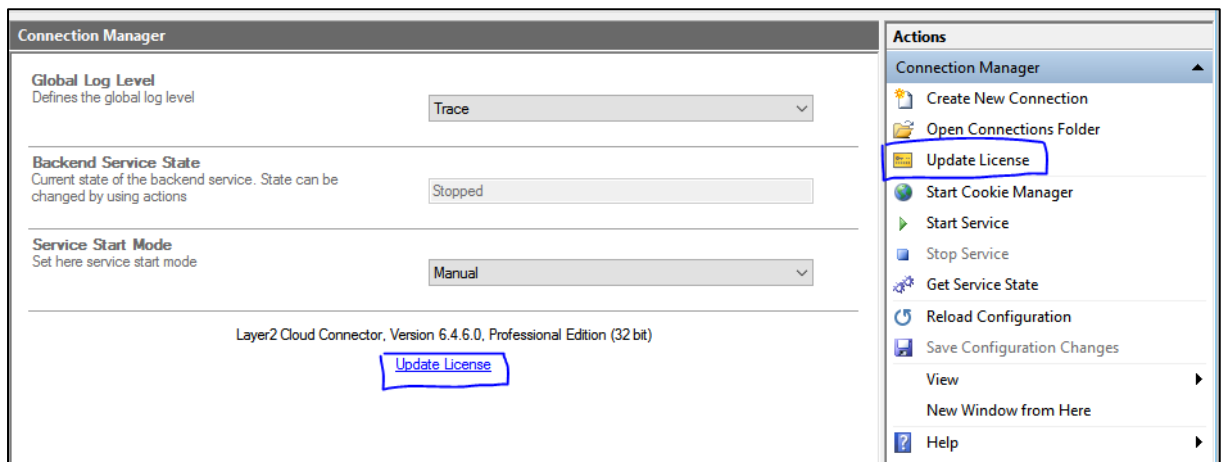 Connection Manager
Global Log Level
Defines the global log level
Trace
Backend Service State
Current state of the backend service. State can be
changed by using actions
Stopped
Service Start Mode
Set here service start mode
Manual
Layer2 Cloud Connector, Version 6.4.6.0, Professional Edition (32 bit)
Update License
Actions
Connection Manager
Create New Connection
Open Connections Folder
Update License
Start Cookie Manager
Start Service
Stop Service
Get Service State
Reload Configuration
Save Configuration Changes
View
New Window from Here
Help